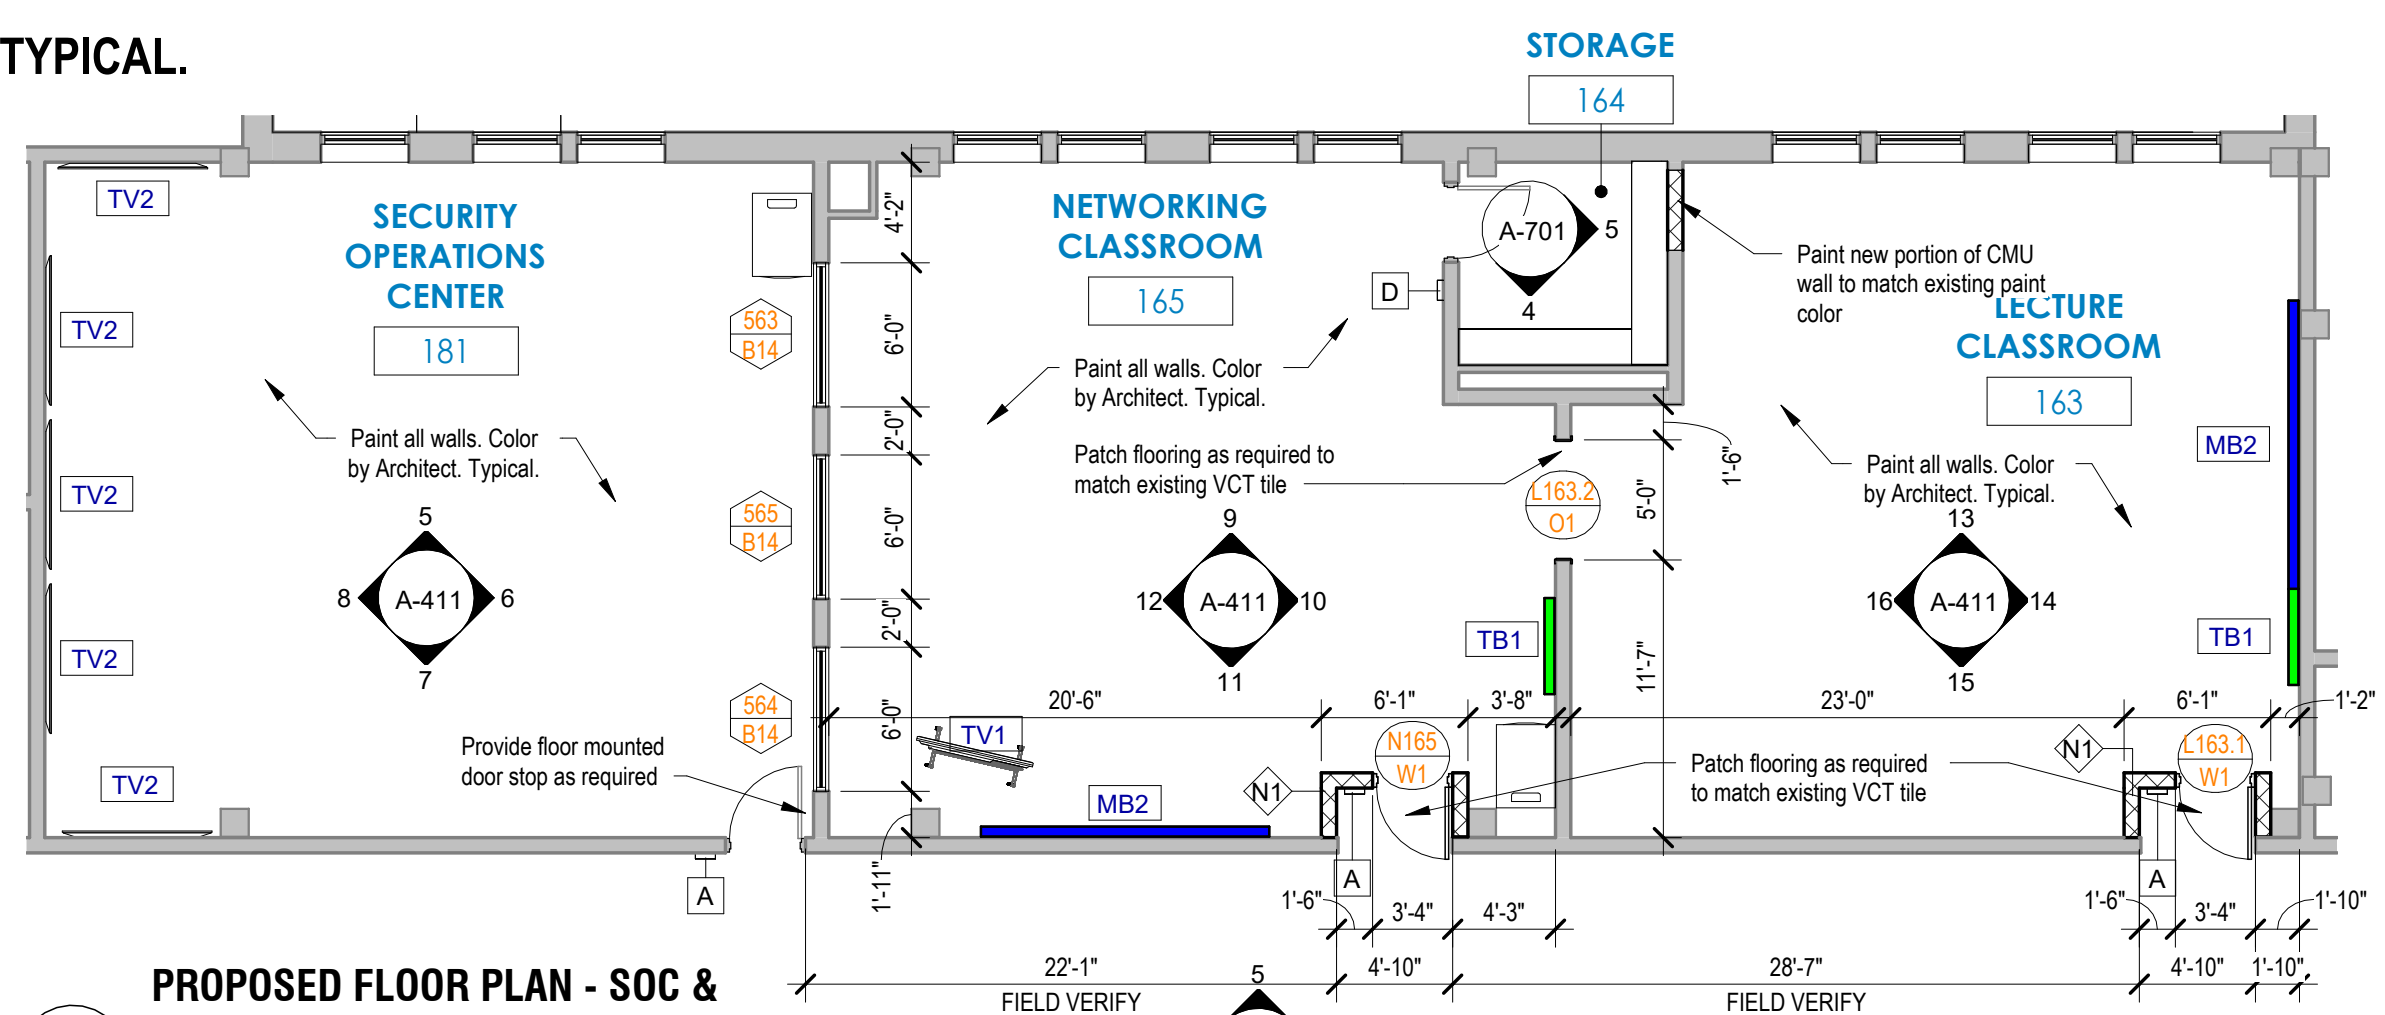 TYPICAL.
STORAGE
164
TV2
SECURITY
OPERATIONS
CENTER
181
TV2
TV2
TV2
TV2
Paint all walls. Color
by Architect. Typical.
5
8
A-411
6
7
563
B14
565
B14
564
B14
Provide floor mounted
door stop as required
A
4'-2"
6'-0"
2'-0"
6'-0"
2'-0"
6'-0"
1'-11"
NETWORKING
CLASSROOM
165
D
A-701
5
4
Paint all walls. Color
by Architect. Typical.
Patch flooring as required to
match existing VCT tile
9
12
A-411
10
11
L163.2
O1
TB1
20'-6"
6'-1"
3'-8"
TV1
MB2
N1
N165
W1
A
1'-6"
5'-0"
11'-7"
Paint new portion of CMU
wall to match existing paint
color
LECTURE
CLASSROOM
163
MB2
Paint all walls. Color
by Architect. Typical.
13
16
A-411
14
15
TB1
23'-0"
6'-1"
1'-2"
Patch flooring as required
to match existing VCT tile
N1
L163.1
W1
A
1'-6"
3'-4"
4'-3"
1'-6"
3'-4"
1'-10"
22'-1"
FIELD VERIFY
4'-10"
28'-7"
FIELD VERIFY
4'-10"
1'-10"
5
PROPOSED FLOOR PLAN - SOC &